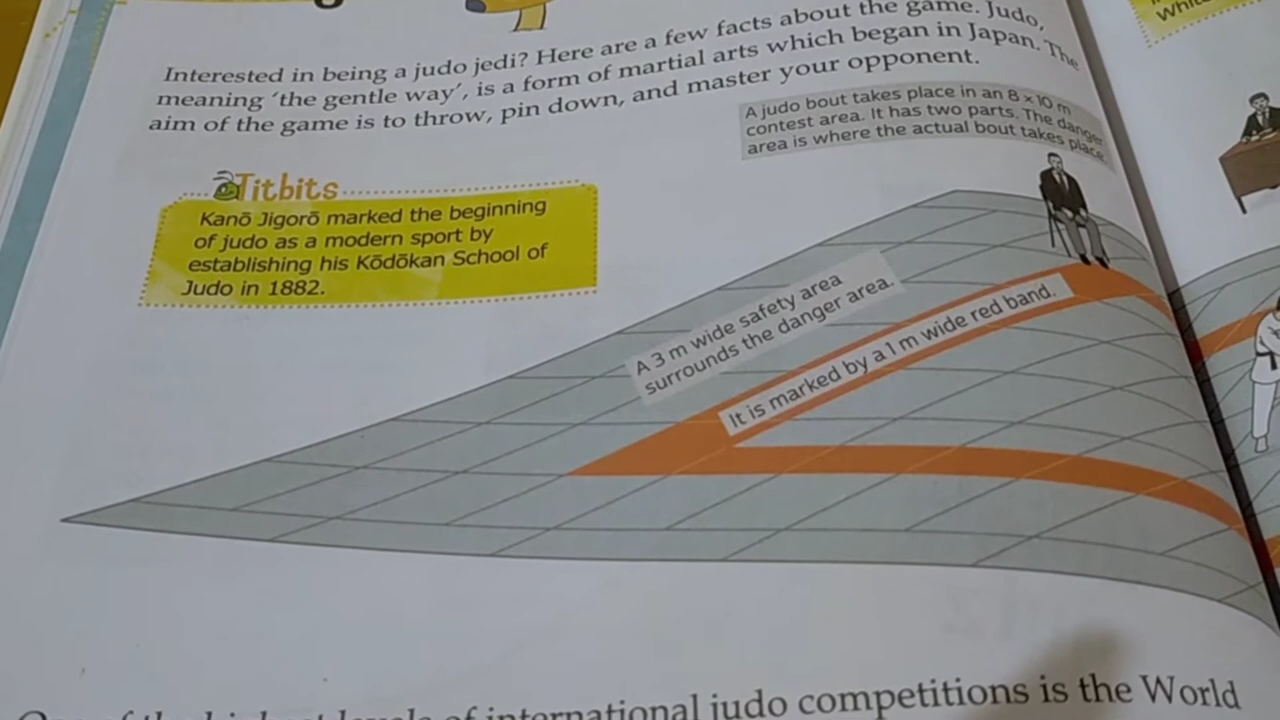 Interested in being a judo jedi? Here are a few facts about the game. Judo,
meaning ‘the gentle way’, is a form of martial arts which began in Japan. The
aim of the game is to throw, pin down, and master your opponent.
A judo bout takes place in an 8 × 10 m
contest area. It has two parts. The danger
area is where the actual bout takes place.
Titbits
Kanō Jigorō marked the beginning
of judo as a modern sport by
establishing his Kōdōkan School of
Judo in 1882.
A 3 m wide safety area
surrounds the danger area.
It is marked by a 1 m wide red band.
of international judo competitions is the World